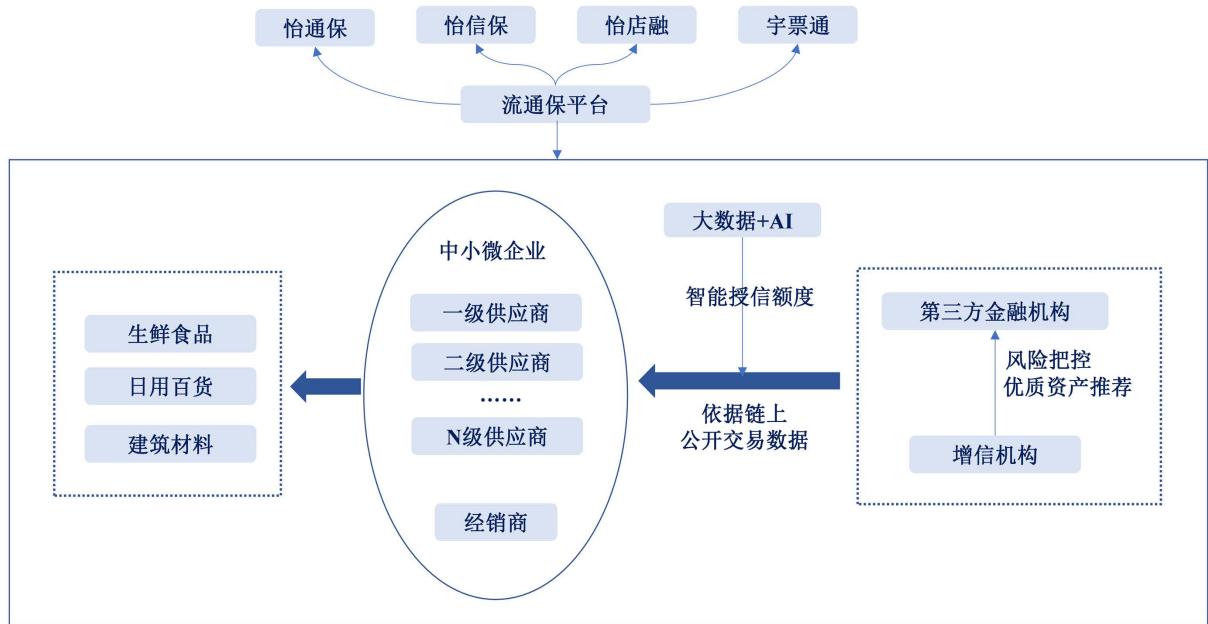 怡通保
怡信保
怡店融
宇票通
流通保平台
大数据+AI
中小微企业
智能授信额度
一级供应商
二级供应商
……
N级供应商
经销商
生鲜食品
日用百货
建筑材料
依据链上
公开交易数据
第三方金融机构
风险把控
优质资产推荐
增信机构